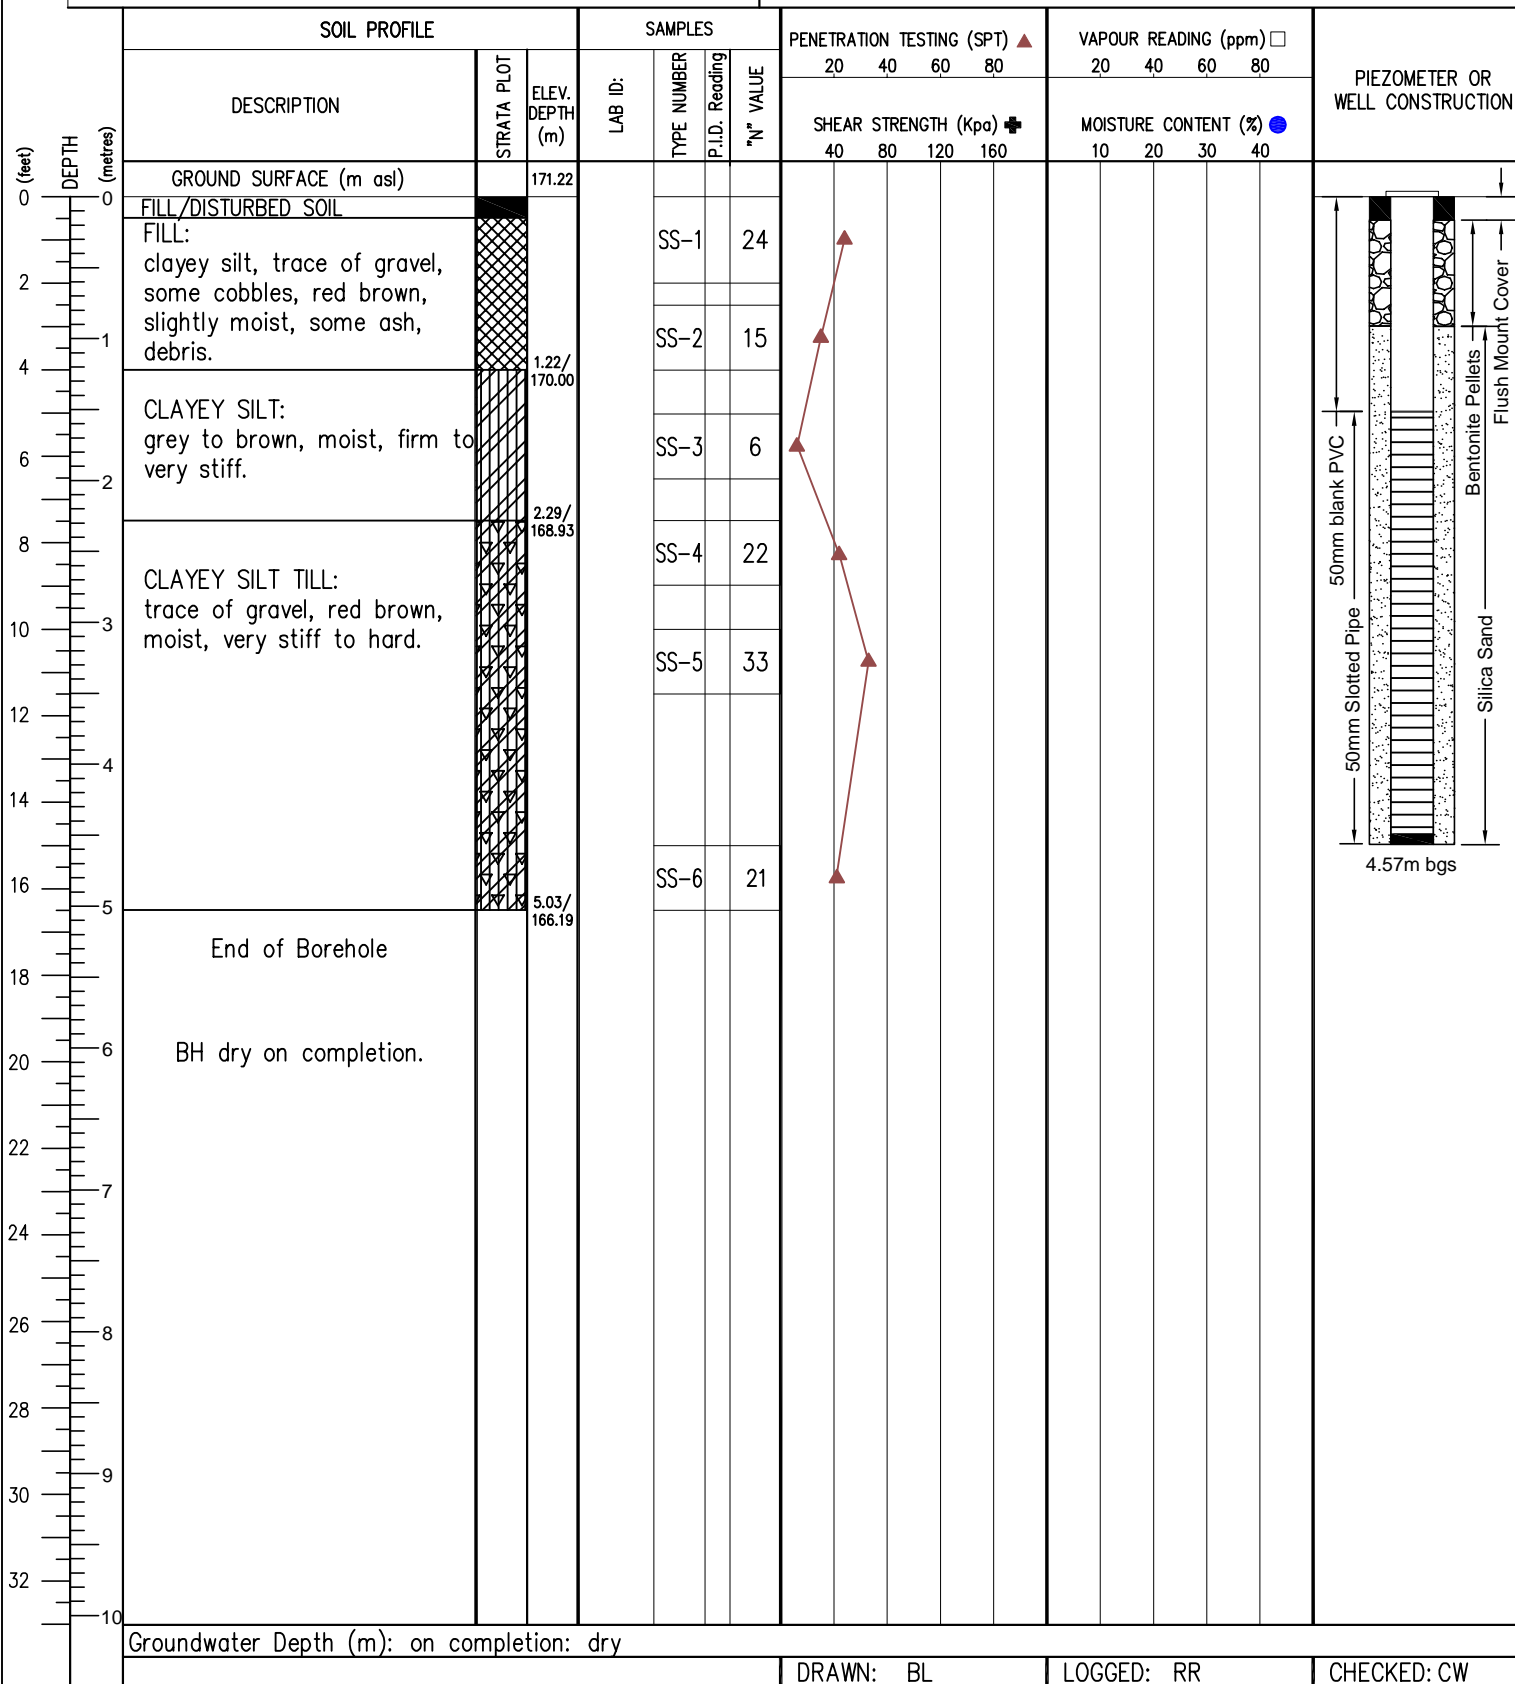 SOIL PROFILE
SAMPLES
PENETRATION TESTING (SPT)
20 40 60 80
SHEAR STRENGTH (Kpa)
40 80 120 160
VAPOUR READING (ppm)
20 40 60 80
MOISTURE CONTENT (%)
10 20 30 40
PIEZOMETER OR
WELL CONSTRUCTION
DEPTH
(feet)
(metres)
DESCRIPTION
STRATA PLOT
ELEV.
DEPTH
(m)
LAB ID:
TYPE NUMBER
P.I.D. Reading
"N" VALUE
GROUND SURFACE (m asl) 171.22
FILL/DISTURBED SOIL
FILL:
clayey silt, trace of gravel,
some cobbles, red brown,
slightly moist, some ash,
debris.
1.22/
170.00
CLAYEY SILT:
grey to brown, moist, firm to
very stiff.
2.29/
168.93
CLAYEY SILT TILL:
trace of gravel, red brown,
moist, very stiff to hard.
5.03/
166.19
End of Borehole
BH dry on completion.
SS-1 24
SS-2 15
SS-3 6
SS-4 22
SS-5 33
SS-6 21
0
2
4
6
8
10
12
14
16
18
20
22
24
26
28
30
32
0
1
2
3
4
5
6
7
8
9
10
50mm blank PVC
50mm Slotted Pipe
Bentonite Pellets
Silica Sand
Flush Mount Cover
4.57m bgs
Groundwater Depth (m): on completion: dry
DRAWN: BL
LOGGED: RR
CHECKED: CW